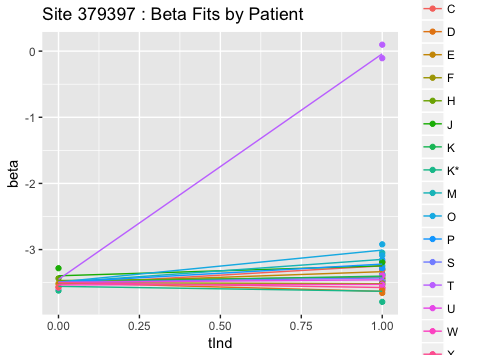 Site 379397 : Beta Fits by Patient
beta
0
-1
-2
-3
0.00 0.25 0.50 0.75 1.00
tInd
C
D
E
F
H
J
K
K*
M
O
P
S
T
U
W